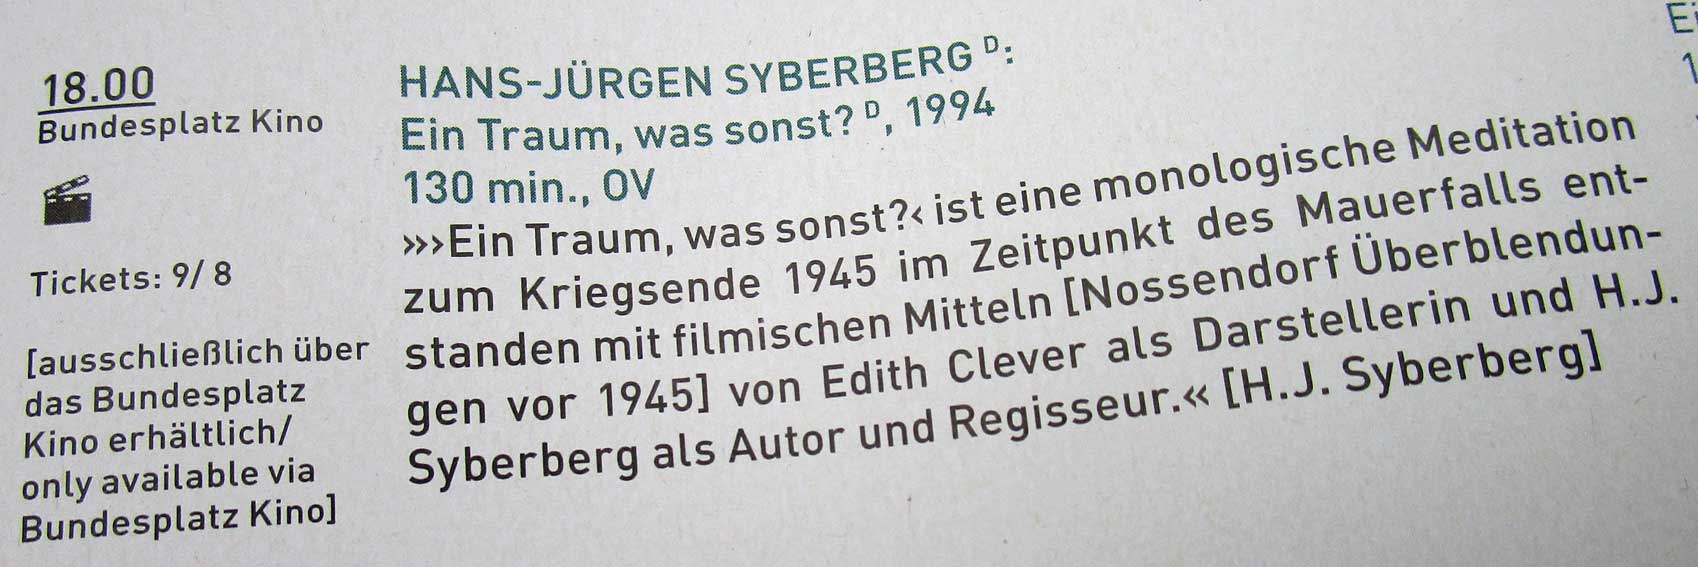 18.00
Bundesplatz Kino
Tickets: 9/ 8
[ausschließlich über
das Bundesplatz
Kino erhältlich/
only available via
Bundesplatz Kino]
HANS-JÜRGEN SYBERBERG D:
Ein Traum, was sonst? D, 1994
130 min., OV
»›Ein Traum, was sonst?‹ ist eine monologische Meditation
zum Kriegsende 1945 im Zeitpunkt des Mauerfalls ent-
standen mit filmischen Mitteln [Nossendorf Überblendun-
gen vor 1945] von Edith Clever als Darstellerin und H.J.
Syberberg als Autor und Regisseur.« [H.J. Syberberg]